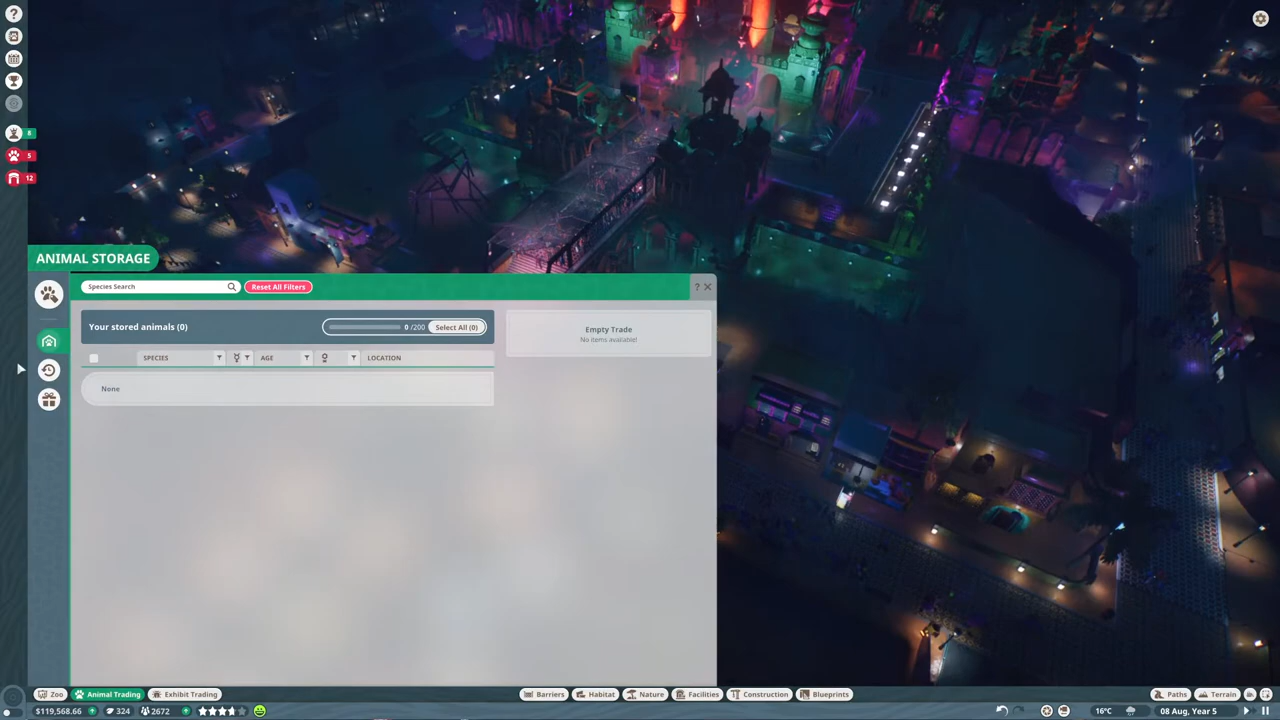 8
5
12
ANIMAL STORAGE
Species Search
Reset All Filters
?
Your stored animals (0)
0 /200
Select All (0)
Empty Trade
No items available!
SPECIES
AGE
LOCATION
None
Zoo
Animal Trading
Exhibit Trading
Barriers
Habitat
Nature
Facilities
Construction
Blueprints
Paths
Terrain
$119,568.66
324
2672
16°C
08 Aug, Year 5